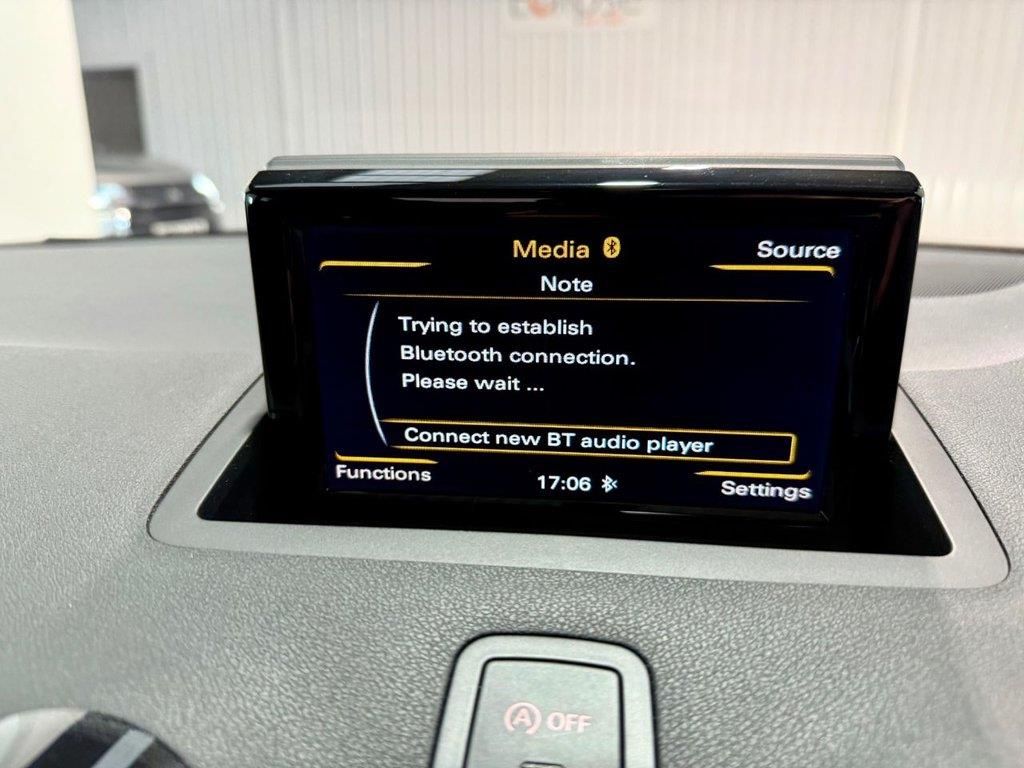 Media
Source
Note
Trying to establish
Bluetooth connection.
Please wait ...
Connect new BT audio player
Functions
17:06
Settings
A OFF